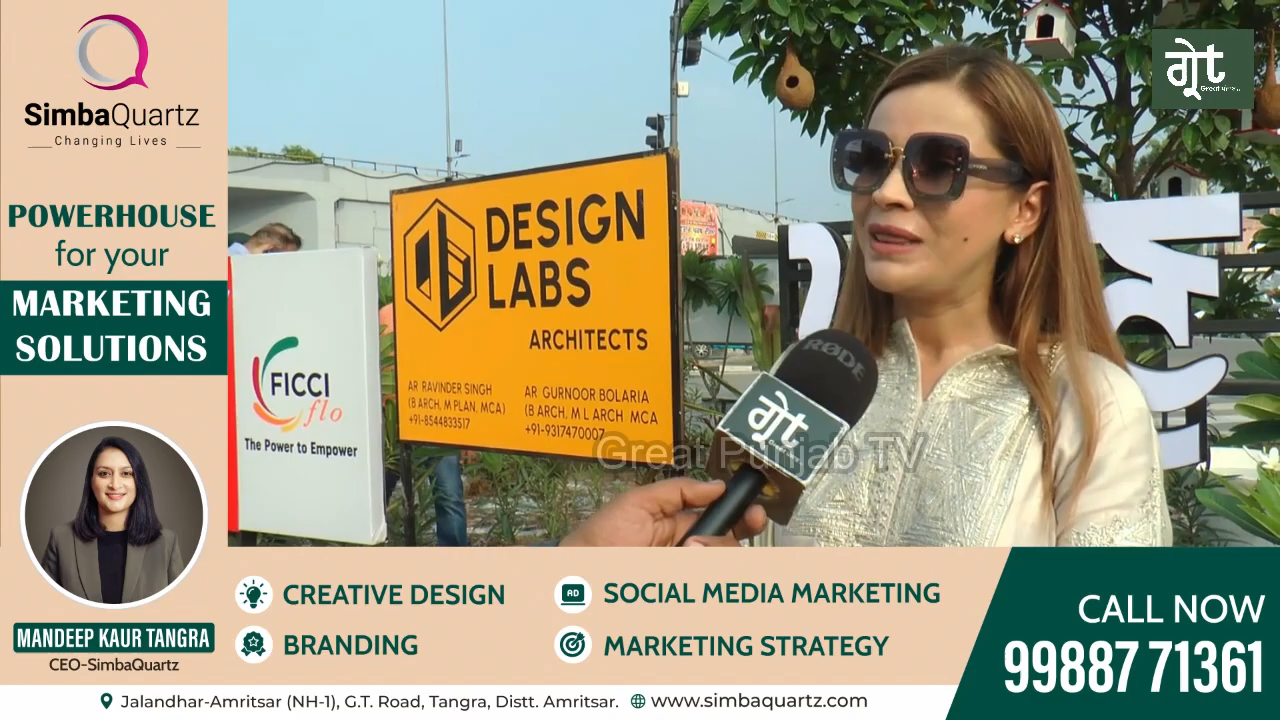 SimbaQuartz
Changing Lives
POWERHOUSE
for your
MARKETING
SOLUTIONS
MANDEEP KAUR TANGRA
CEO-SimbaQuartz
FICCI
flo
The Power to Empower
DESIGN
LABS
ARCHITECTS
AR RAVINDER SINGH
(B ARCH, M PLAN, MCA)
+91-8544833517
AR GURNOOR BOLARIA
(B ARCH, M L ARCH MCA
+91-9317470007
RØDE
ਗ੍ਰੇਟ
Great Punjab TV
ਗ੍ਰੇਟ
CREATIVE DESIGN
BRANDING
AD
SOCIAL MEDIA MARKETING
MARKETING STRATEGY
CALL NOW
99887 71361
Jalandhar-Amritsar (NH-1), G.T. Road, Tangra, Distt. Amritsar.
www.simbaquartz.com